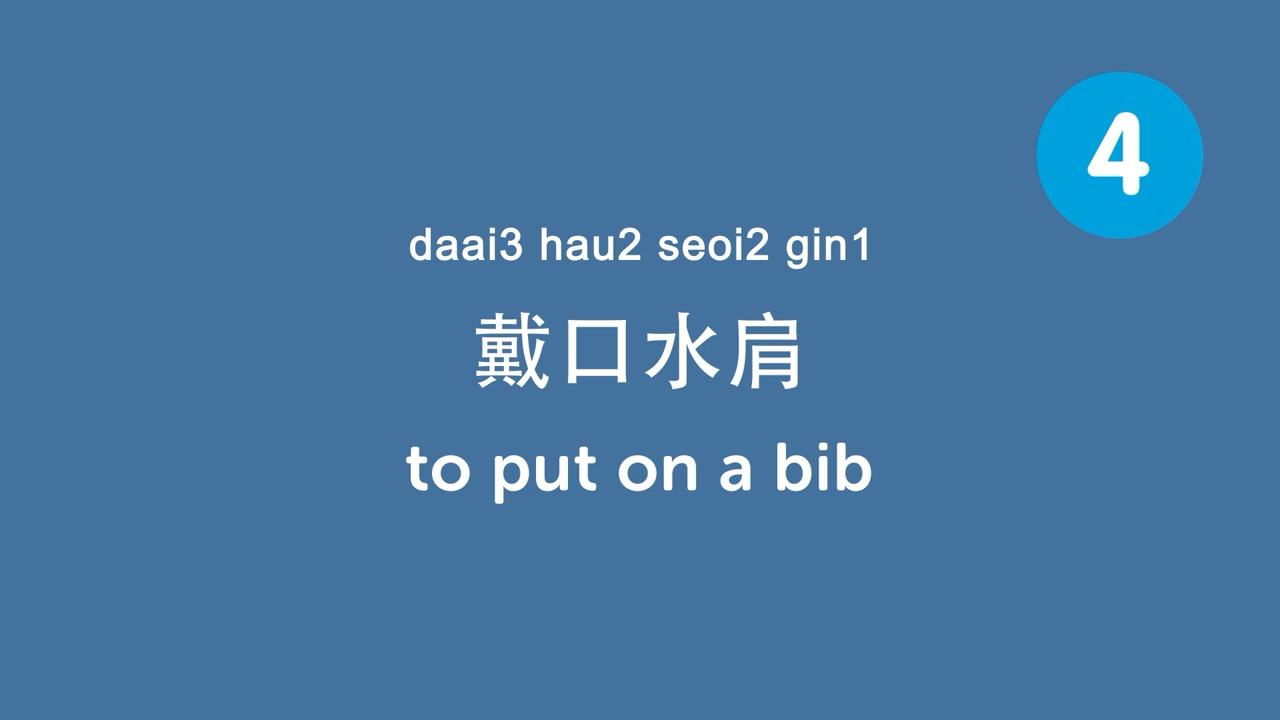 4
daai3 hau2 seoi2 gin1
戴口水肩
to put on a bib